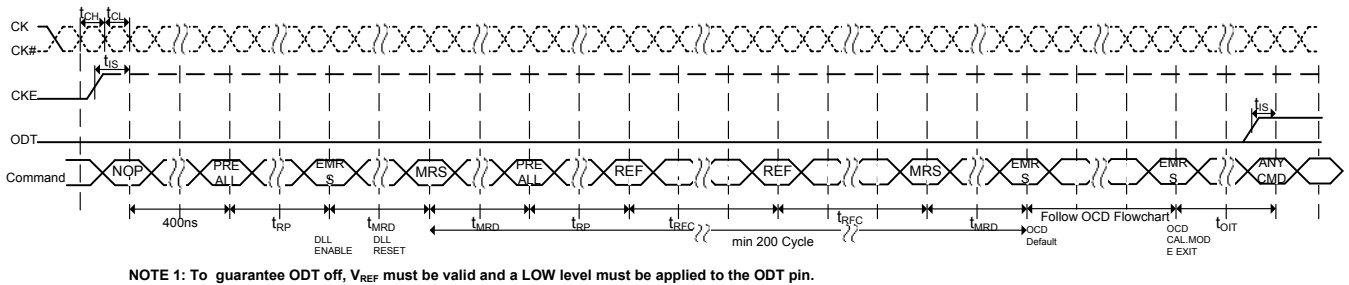 tCH tCL
CK
CK#
tIS
CKE
tIS
ODT
Command NOP PRE ALL EMR S MRS PRE ALL REF REF MRS EMR S EMR S ANY CMD
400ns tRP tMRD tMRD tRP tRFC tRFC tMRD Follow OCD Flowchart tOIT
DLL ENABLE DLL RESET min 200 Cycle OCD Default OCD CAL.MOD E EXIT
NOTE 1: To guarantee ODT off, VREF must be valid and a LOW level must be applied to the ODT pin.